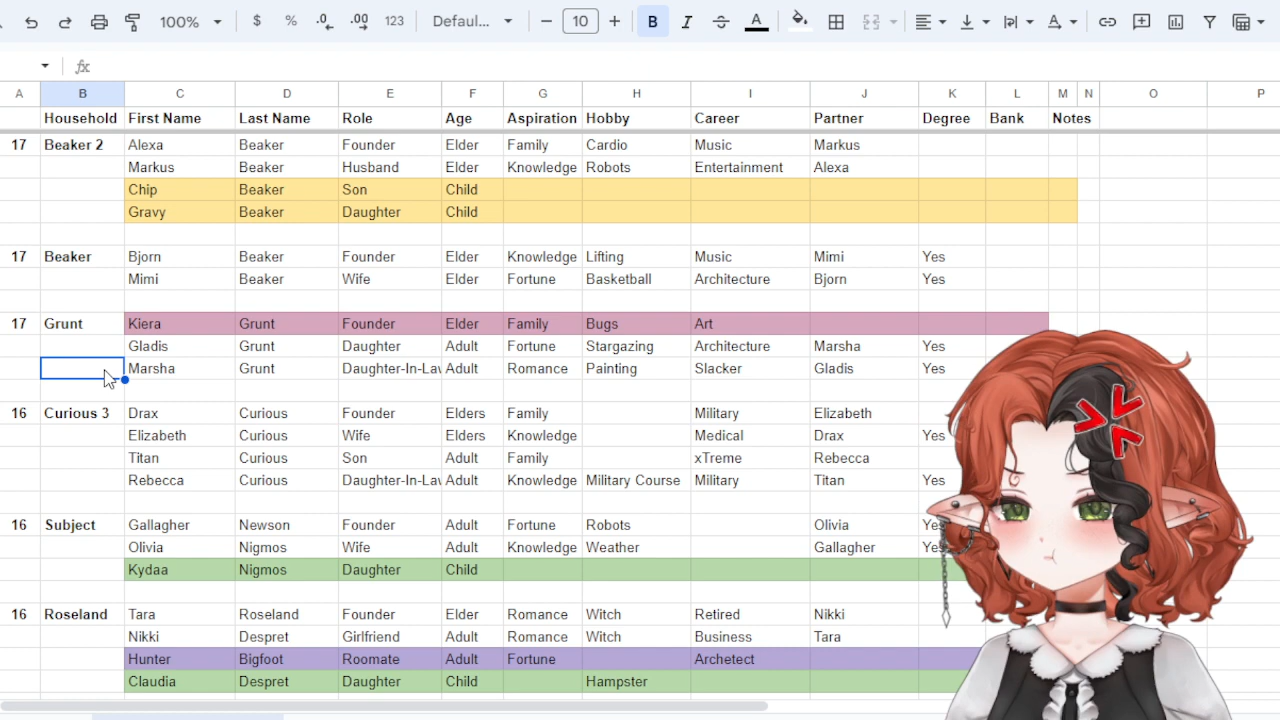 100% $ % .0 .00 123 Defaul... 10 B I S A
fx
A B C D E F G H I J K L M N O P
Household First Name Last Name Role Age Aspiration Hobby Career Partner Degree Bank Notes
17 Beaker 2 Alexa Beaker Founder Elder Family Cardio Music Markus
Markus Beaker Husband Elder Knowledge Robots Entertainment Alexa
Chip Beaker Son Child
Gravy Beaker Daughter Child
17 Beaker Bjorn Beaker Founder Elder Knowledge Lifting Music Mimi Yes
Mimi Beaker Wife Elder Fortune Basketball Architecture Bjorn Yes
17 Grunt Kiera Grunt Founder Elder Family Bugs Art
Gladis Grunt Daughter Adult Fortune Stargazing Architecture Marsha Yes
Marsha Grunt Daughter-In-Law Adult Romance Painting Slacker Gladis Yes
16 Curious 3 Drax Curious Founder Elders Family Military Elizabeth
Elizabeth Curious Wife Elders Knowledge Medical Drax Yes
Titan Curious Son Adult Family xTreme Rebecca
Rebecca Curious Daughter-In-Law Adult Knowledge Military Course Military Titan Yes
16 Subject Gallagher Newson Founder Adult Fortune Robots Olivia Yes
Olivia Nigmos Wife Adult Knowledge Weather Gallagher Yes
Kydaa Nigmos Daughter Child
16 Roseland Tara Roseland Founder Elder Romance Witch Retired Nikki
Nikki Despret Girlfriend Adult Romance Witch Business Tara
Hunter Bigfoot Roomate Adult Fortune Archetect
Claudia Despret Daughter Child Hampster